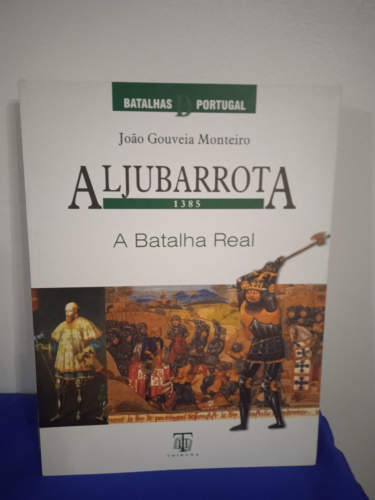 BATALHAS D PORTUGAL
João Gouveia Monteiro
ALJUBARROTA
1385
A Batalha Real
TRIBUNA